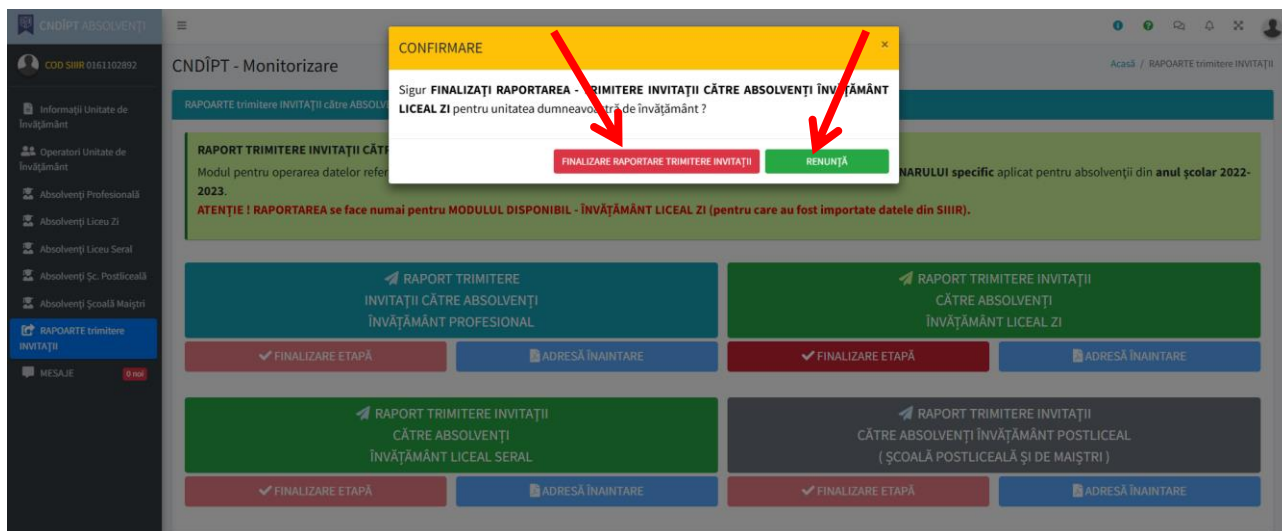 CNDÎPT ABSOLVENȚI
COD SIIIR 0161102892
Informații Unitate de
Învățământ
Operatori Unitate de
Învățământ
Absolvenți Profesională
Absolvenți Liceu Zi
Absolvenți Liceu Seral
Absolvenți Șc. Postliceală
Absolvenți Școală Maiștri
RAPOARTE trimitere
INVITAȚII
MESAJE 0 noi
CNDÎPT - Monitorizare
Acasă / RAPOARTE trimitere INVITAȚII
CONFIRMARE ×
Sigur FINALIZAȚI RAPORTAREA - TRIMITERE INVITAȚII CĂTRE ABSOLVENȚI ÎNVĂȚĂMÂNT
LICEAL ZI pentru unitatea dumneavoastră de învățământ ?
FINALIZARE RAPORTARE TRIMITERE INVITAȚII RENUNȚĂ
RAPOARTE trimitere INVITAȚII către ABSOLV
RAPORT TRIMITERE INVITAȚII CĂT
Modul pentru operarea datelor refer NARULUI specific aplicat pentru absolvenții din anul școlar 2022-
2023.
ATENȚIE ! RAPORTAREA se face numai pentru MODULUL DISPONIBIL - ÎNVĂȚĂMÂNT LICEAL ZI (pentru care au fost importate datele din SIIIR).
RAPORT TRIMITERE
INVITAȚII CĂTRE ABSOLVENȚI
ÎNVĂȚĂMÂNT PROFESIONAL
FINALIZARE ETAPĂ ADRESĂ ÎNAINTARE
RAPORT TRIMITERE INVITAȚII
CĂTRE ABSOLVENȚI
ÎNVĂȚĂMÂNT LICEAL ZI
FINALIZARE ETAPĂ ADRESĂ ÎNAINTARE
RAPORT TRIMITERE INVITAȚII
CĂTRE ABSOLVENȚI
ÎNVĂȚĂMÂNT LICEAL SERAL
FINALIZARE ETAPĂ ADRESĂ ÎNAINTARE
RAPORT TRIMITERE INVITAȚII
CĂTRE ABSOLVENȚI ÎNVĂȚĂMÂNT POSTLICEAL
( ȘCOALĂ POSTLICEALĂ ȘI DE MAIȘTRI )
FINALIZARE ETAPĂ ADRESĂ ÎNAINTARE